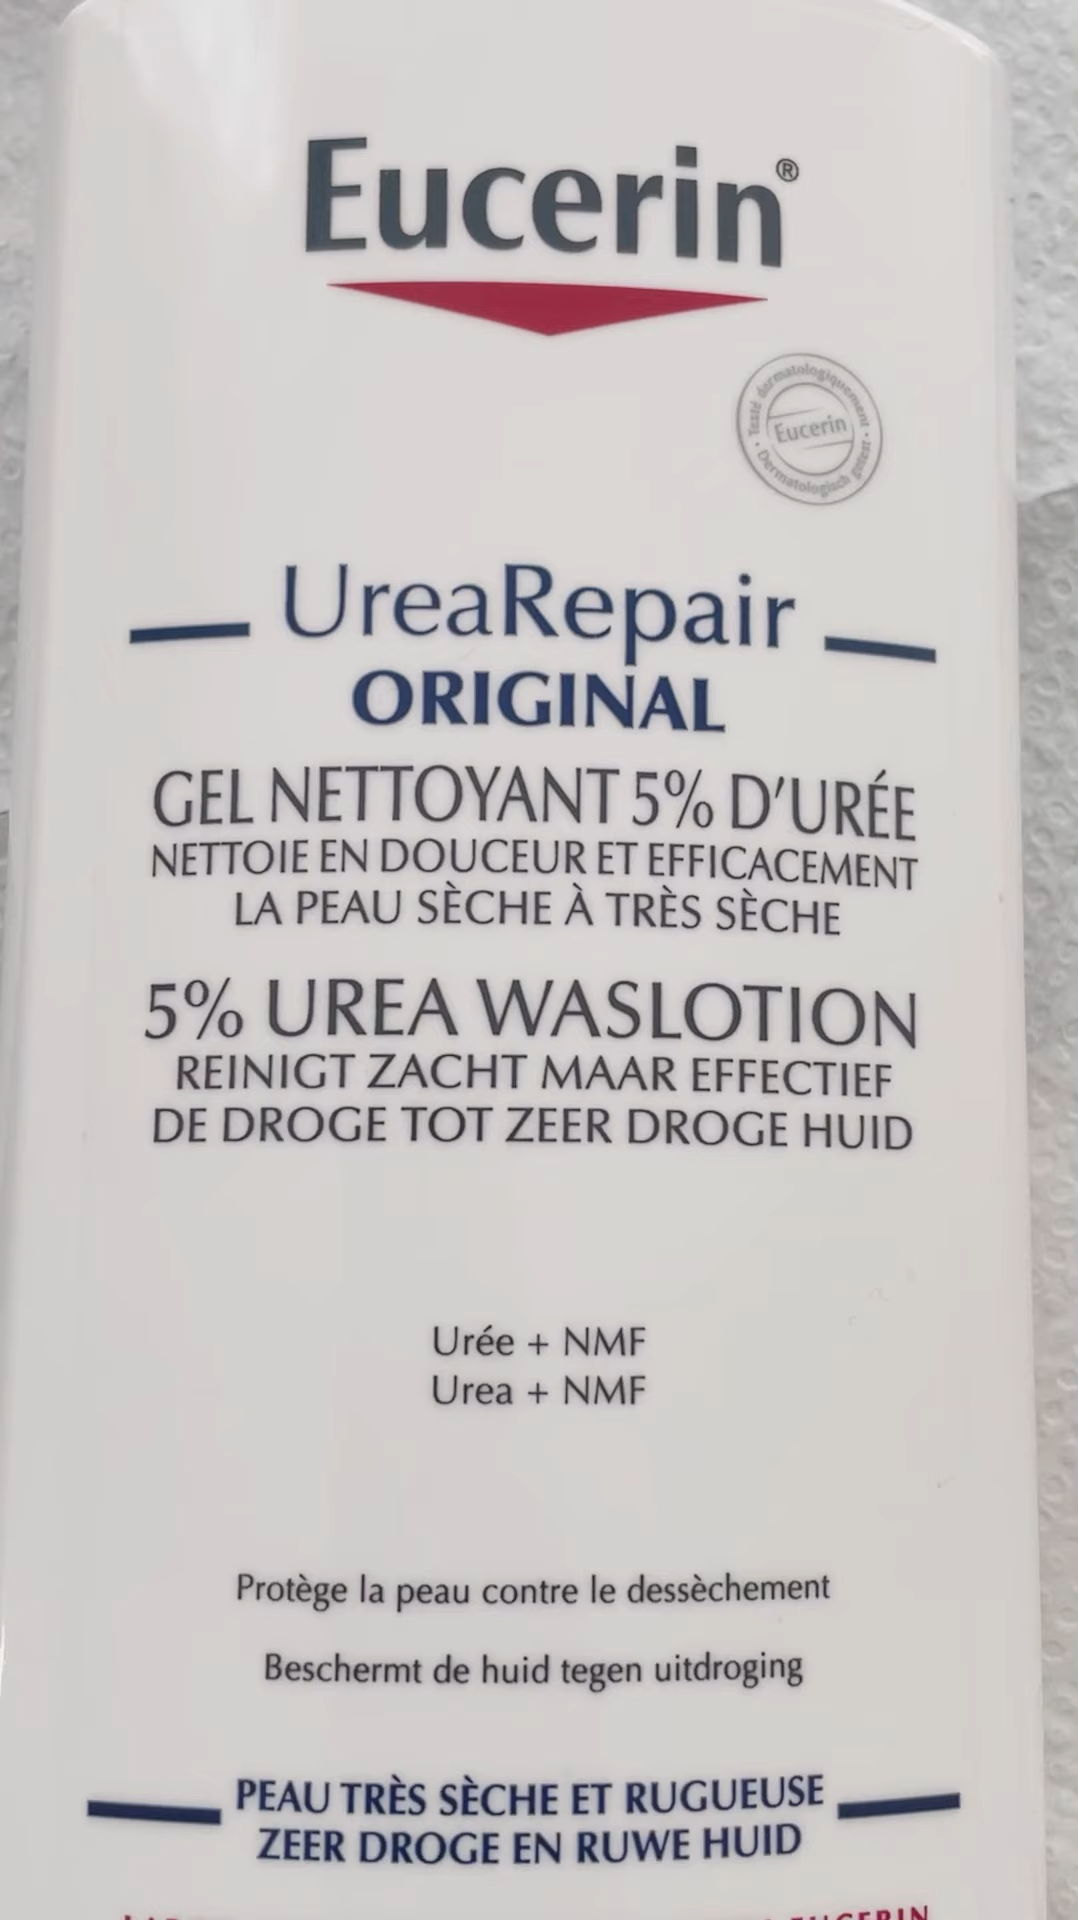 Eucerin®
Testé dermatologiquement • Dermatologisch getest •
Eucerin
UreaRepair
ORIGINAL
GEL NETTOYANT 5% D'URÉE
NETTOIE EN DOUCEUR ET EFFICACEMENT
LA PEAU SÈCHE À TRÈS SÈCHE
5% UREA WASLOTION
REINIGT ZACHT MAAR EFFECTIEF
DE DROGE TOT ZEER DROGE HUID
Urée + NMF
Urea + NMF
Protège la peau contre le dessèchement
Beschermt de huid tegen uitdroging
PEAU TRÈS SÈCHE ET RUGUEUSE
ZEER DROGE EN RUWE HUID
EUCERIN